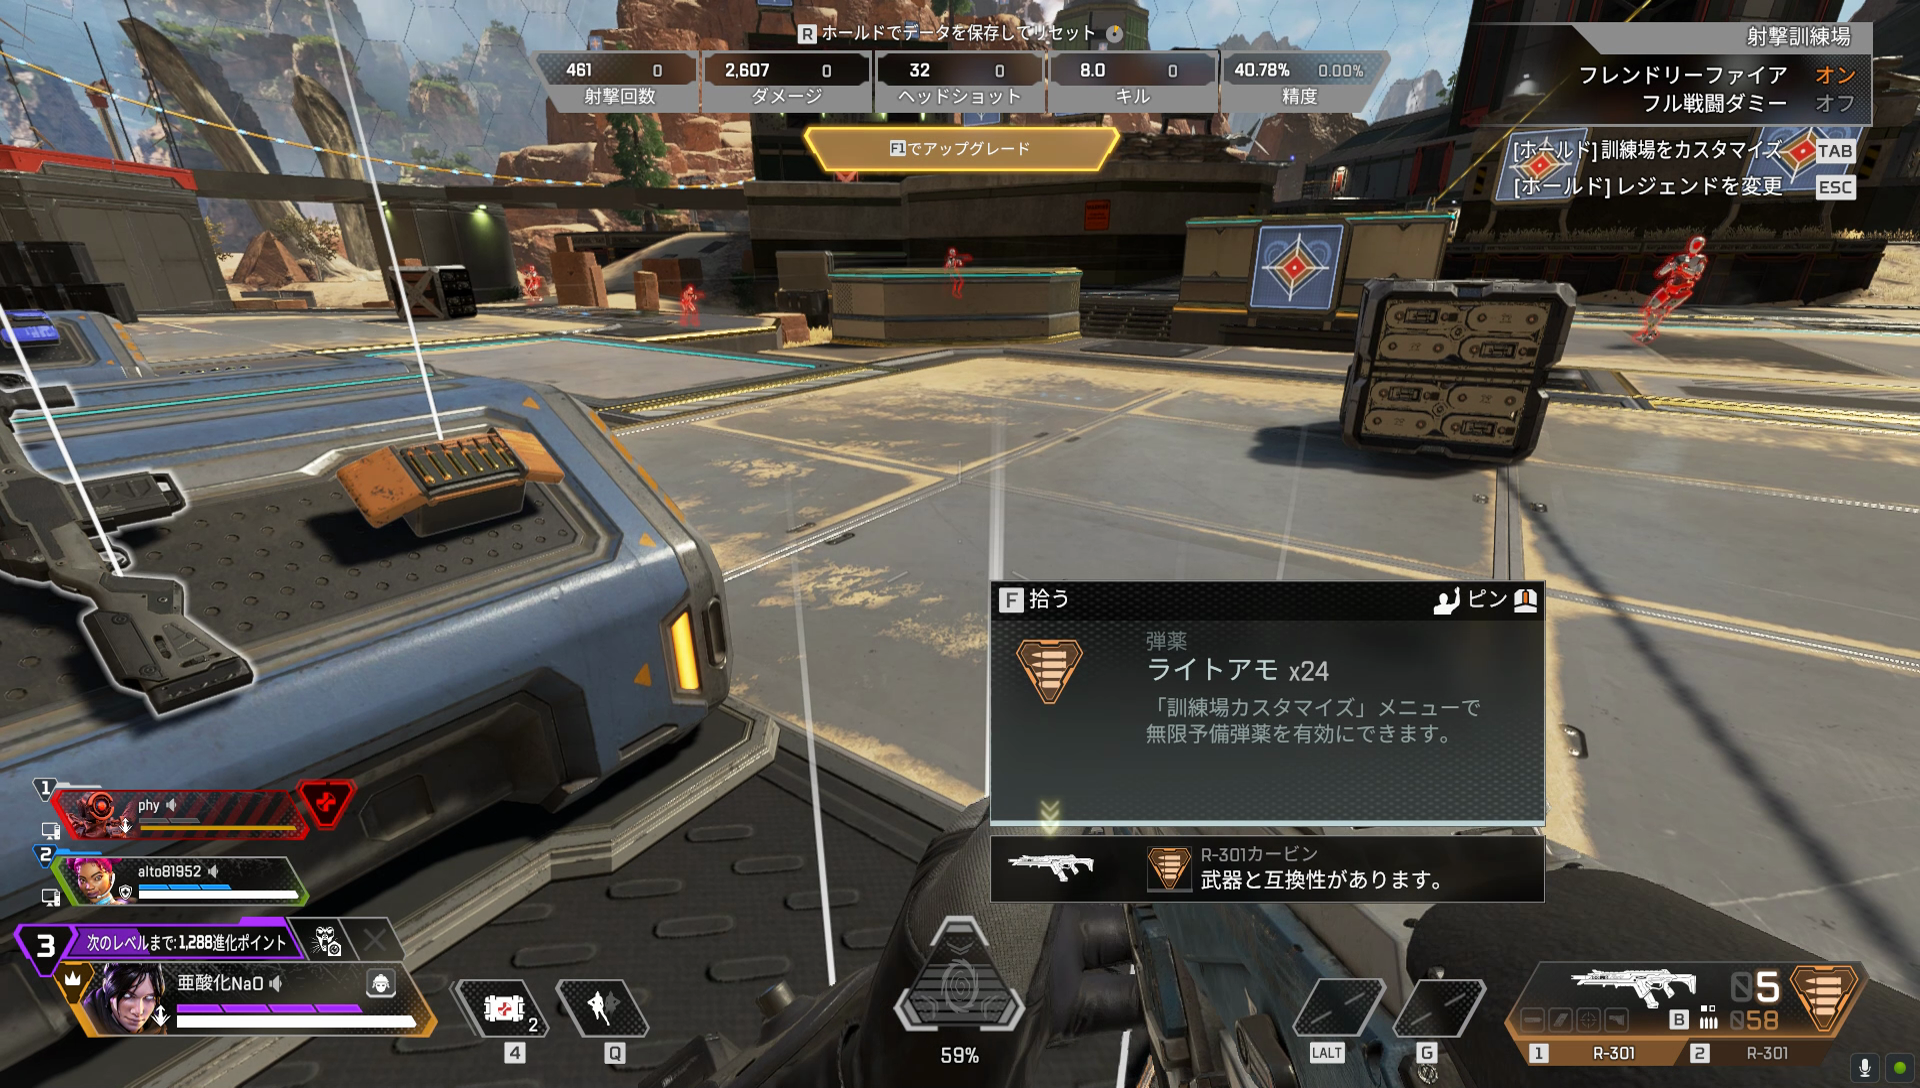 R ホールドでデータを保存してリセット
461 0 2,607 0 32 0 8.0 0 40.78% 0.00%
射撃回数 ダメージ ヘッドショット キル 精度
F1でアップグレード
射撃訓練場
フレンドリーファイア オン
フル戦闘ダミー オフ
[ホールド]訓練場をカスタマイズ TAB
[ホールド]レジェンドを変更 ESC
F 拾う ピン
弾薬
ライトアモ x24
「訓練場カスタマイズ」メニューで
無限予備弾薬を有効にできます。
R-301カービン
武器と互換性があります。
1 phy
2 alto81952
3 次のレベルまで:1,288進化ポイント
亜酸化NaO
2
4 Q
59%
LALT G
05
B 058
1 R-301 2 R-301